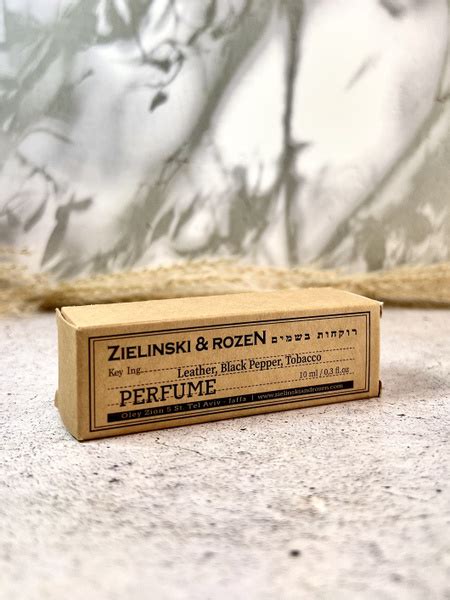 ZIELINSKI & ROZEN רוקחות בשמים
Key Ing. Leather, Black Pepper, Tobacco
10 ml / 0.3 fl.oz
PERFUME
Oley Zion 5 St. Tel Aviv - Jaffa | www.zielinskiandrozen.com